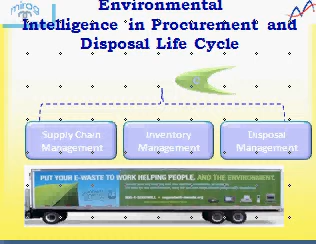 mirag
Environmental
Intelligence in Procurement and
Disposal Life Cycle
Supply Chain
Management
Inventory
Management
Disposal
Management
PUT YOUR E-WASTE TO WORK HELPING PEOPLE. AND THE ENVIRONMENT.